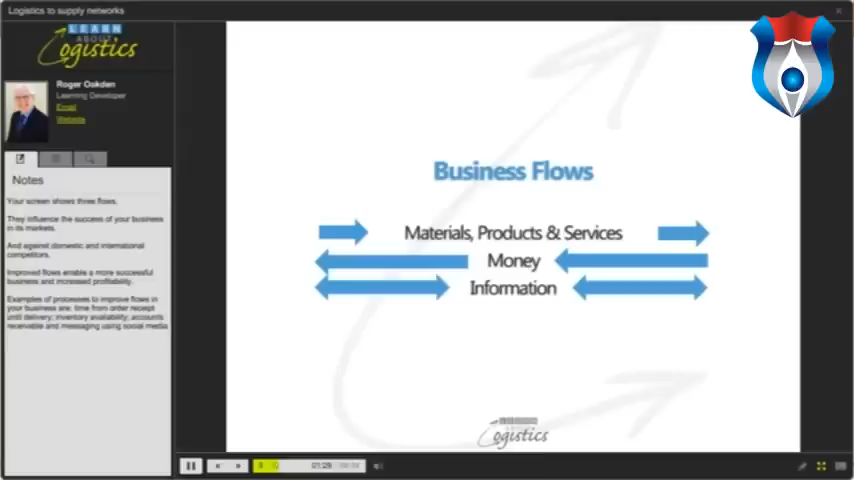 Logistics to supply networks
LEARN
ABOUT
Logistics
Roger Oakden
Learning Developer
Email
Website
Notes
Your screen shows three flows.
They influence the success of your business
in its markets.
And against domestic and international
competitors.
Improved flows enable a more successful
business and increased profitability.
Examples of processes to improve flows in
your business are; time from order receipt
until delivery; inventory availability; accounts
receivable and messaging using social media
Business Flows
Materials, Products & Services
Money
Information
Logistics
01:29